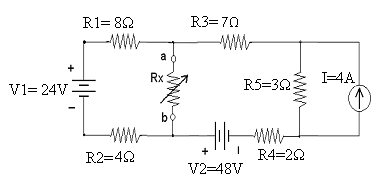 R1= 8Ω
R3= 7Ω
+
a
V1= 24V
Rx
R5=3Ω
I=4A
−
b
R2=4Ω
+
I
R4=2Ω
V2=48V